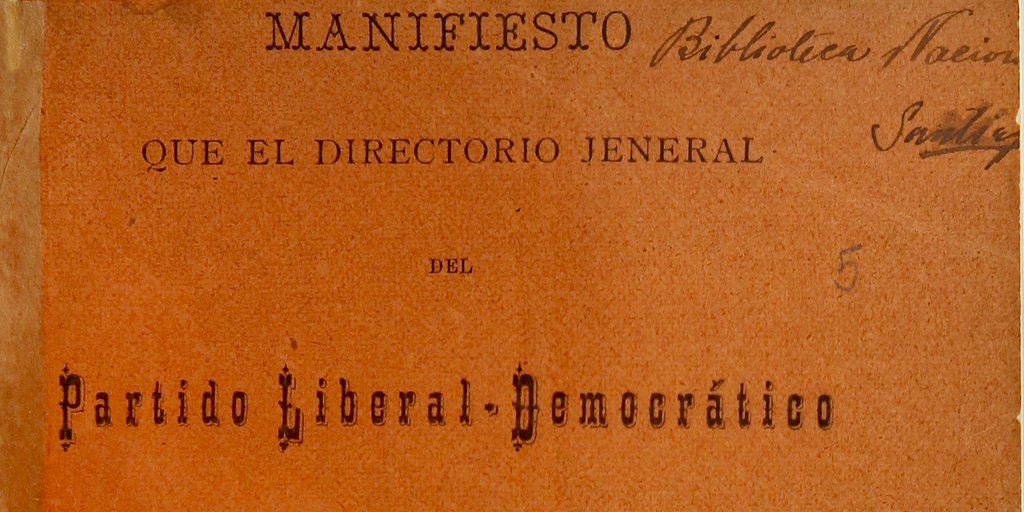 MANIFIESTO
Biblioteca Nacion
Santiag
QUE EL DIRECTORIO JENERAL
DEL
5
Partido Liberal-Democrático